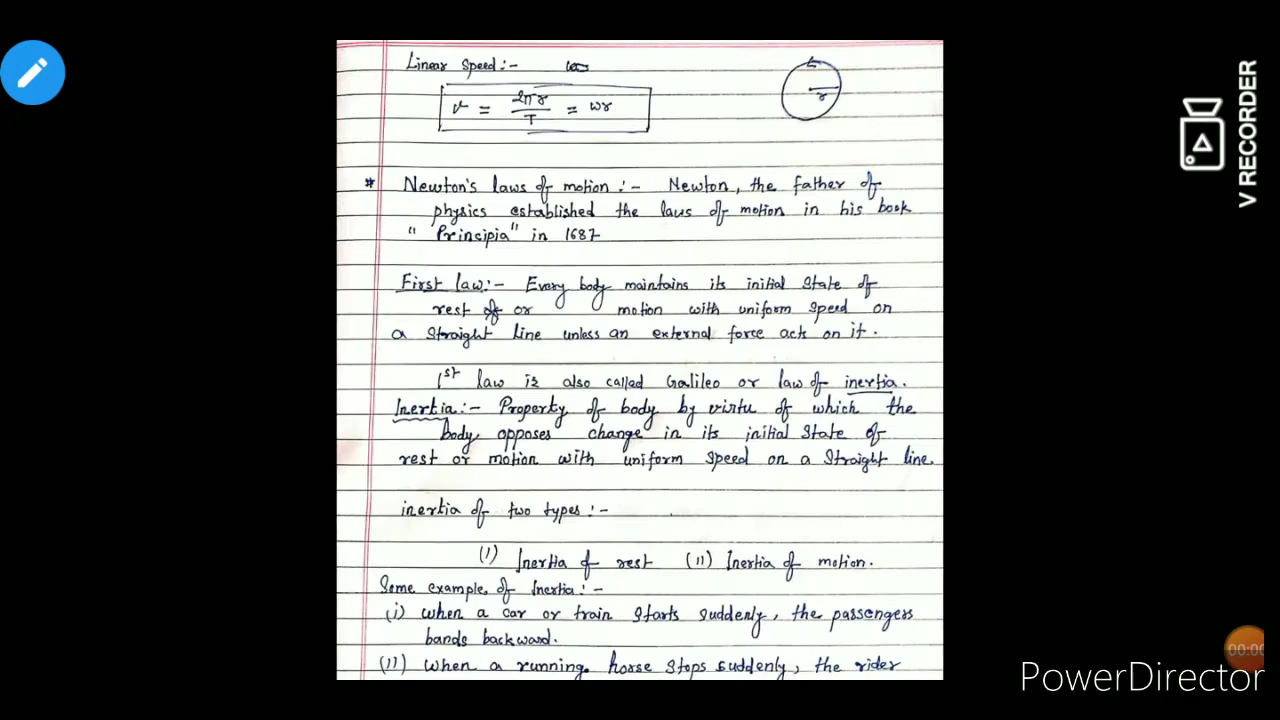 Linear Speed:-
v = 2πr/T = ωr
r
* Newton's laws of motion :- Newton, the father of
physics established the laws of motion in his book
" Principia" in 1687
First law:- Every body maintains its initial State of
rest or motion with uniform speed on
a Straight line unless an external force acts on it.
1st law is also called Galileo or law of inertia.
Inertia:- Property of body by virtu of which the
body opposes change in its initial State of
rest or motion with uniform speed on a Straight line.
inertia of two types :-
(I) Inertia of rest (II) Inertia of motion.
Some example of Inertia:-
(i) when a car or train starts suddenly, the passengers
bands backward.
(II) when a running horse stops suddenly, the rider
V RECORDER
00:00
PowerDirector